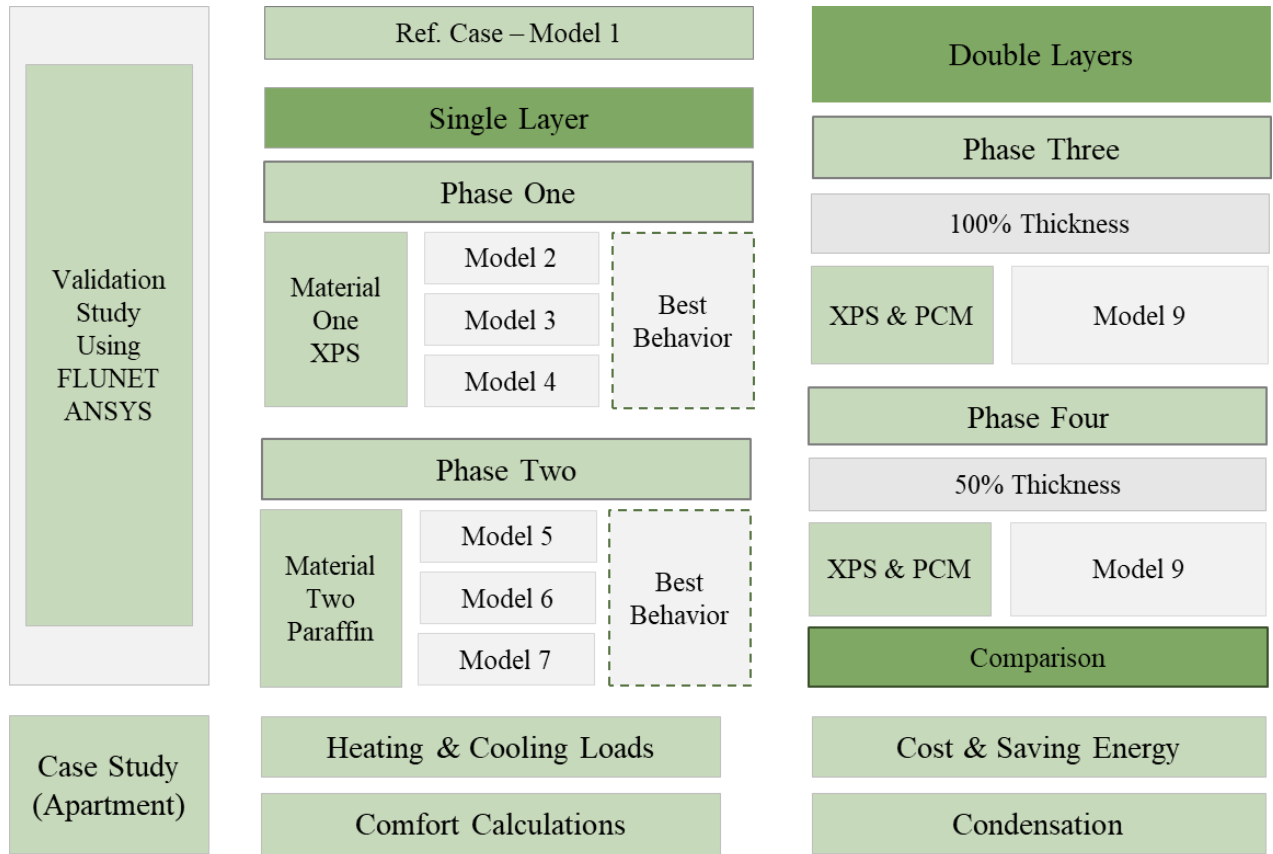 Validation
Study
Using
FLUNET
ANSYS
Case Study
(Apartment)
Ref. Case – Model 1
Single Layer
Phase One
Material
One
XPS
Model 2
Model 3
Model 4
Best
Behavior
Phase Two
Material
Two
Paraffin
Model 5
Model 6
Model 7
Best
Behavior
Heating & Cooling Loads
Comfort Calculations
Double Layers
Phase Three
100% Thickness
XPS & PCM
Model 9
Phase Four
50% Thickness
XPS & PCM
Model 9
Comparison
Cost & Saving Energy
Condensation